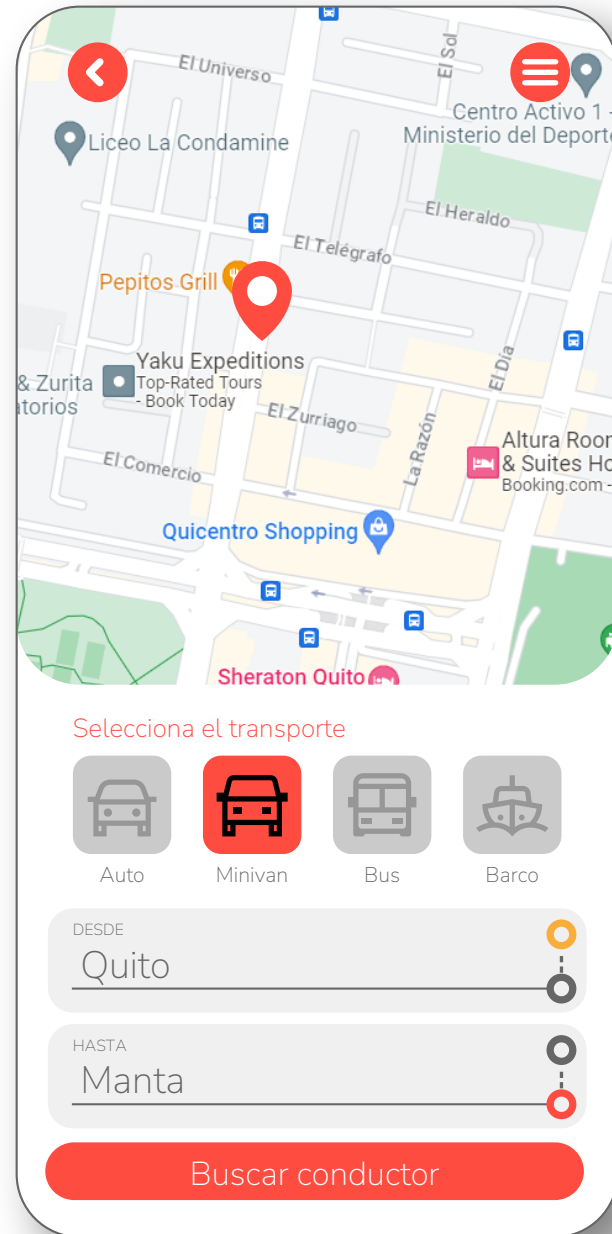 El Universo
El Sol
Centro Activo 1 -
Ministerio del Deporte
Liceo La Condamine
El Heraldo
El Telégrafo
Pepitos Grill
Yaku Expeditions
Top-Rated Tours
- Book Today
& Zurita
atorios
El Día
El Zurriago
La Razón
Altura Room
& Suites Ho
Booking.com -
El Comercio
Quicentro Shopping
Sheraton Quito
Selecciona el transporte
Auto
Minivan
Bus
Barco
DESDE
Quito
HASTA
Manta
Buscar conductor